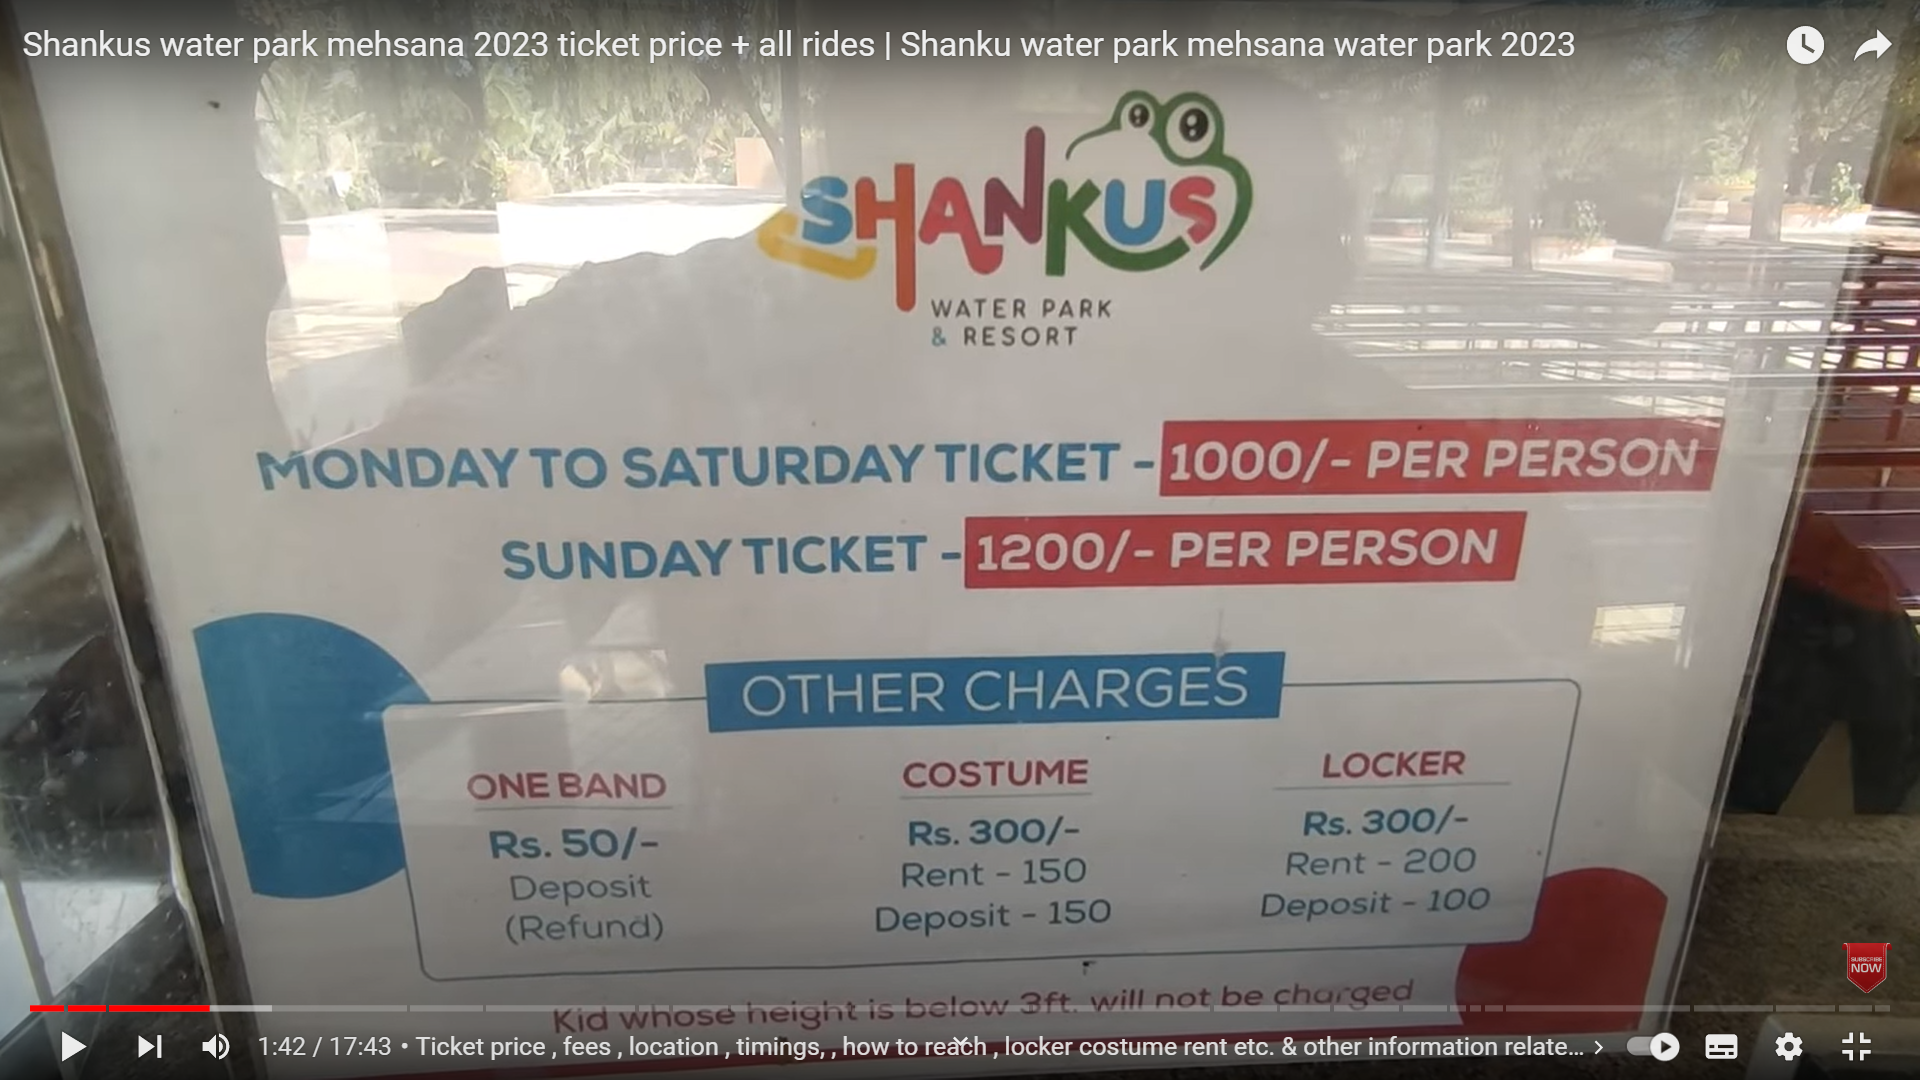 Shankus water park mehsana 2023 ticket price + all rides | Shanku water park mehsana water park 2023
SHANKUS
WATER PARK
& RESORT
MONDAY TO SATURDAY TICKET - 1000/- PER PERSON
SUNDAY TICKET - 1200/- PER PERSON
OTHER CHARGES
ONE BAND
Rs. 50/-
Deposit
(Refund)
COSTUME
Rs. 300/-
Rent - 150
Deposit - 150
LOCKER
Rs. 300/-
Rent - 200
Deposit - 100
Kid whose height is below 3ft. will not be charged
SUBSCRIBE
NOW
1:42 / 17:43 • Ticket price , fees , location , timings, , how to reach , locker costume rent etc. & other information relate...